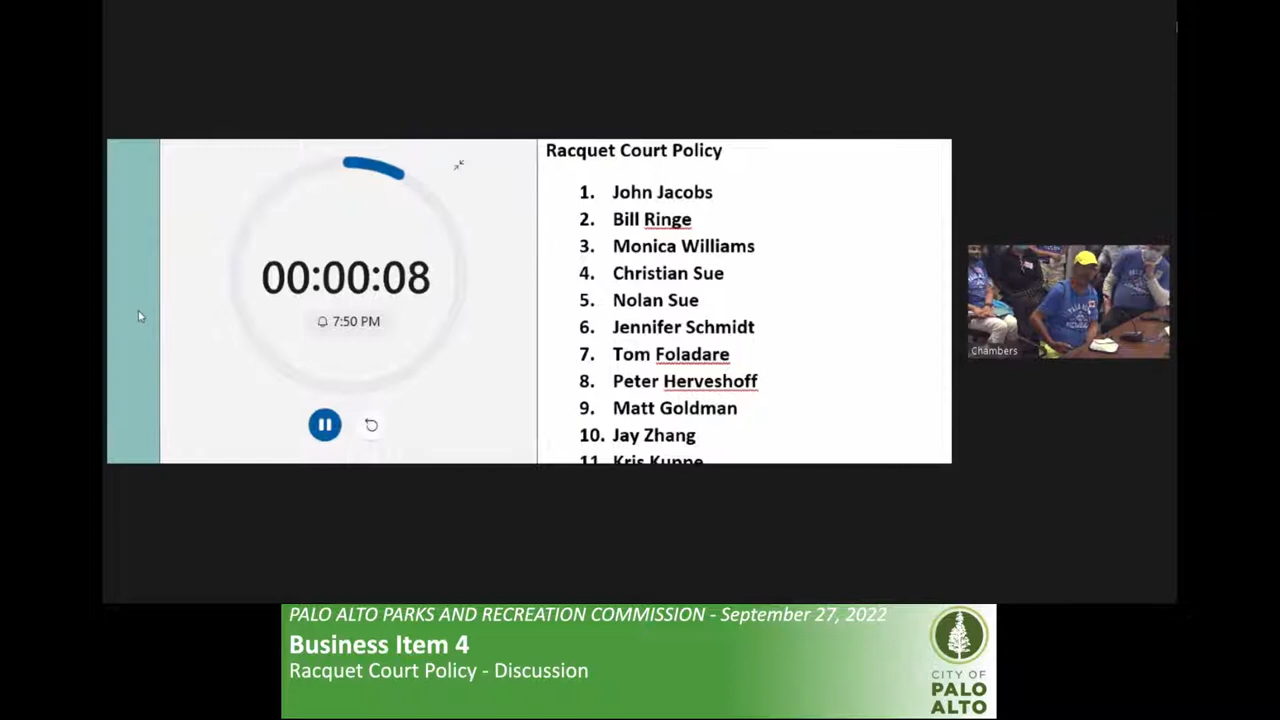 Racquet Court Policy
1. John Jacobs
2. Bill Ringe
3. Monica Williams
4. Christian Sue
5. Nolan Sue
6. Jennifer Schmidt
7. Tom Foladare
8. Peter Herveshoff
9. Matt Goldman
10. Jay Zhang
11 Kris Kuppe
00:00:08
7:50 PM
Chambers
PALO ALTO PARKS AND RECREATION COMMISSION - September 27, 2022
Business Item 4
Racquet Court Policy - Discussion
CITY OF
PALO
ALTO